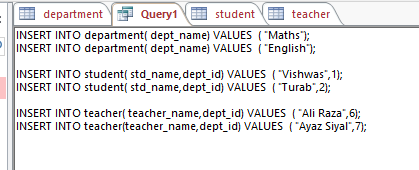 department Query1 student teacher
INSERT INTO department( dept_name) VALUES ( "Maths");
INSERT INTO department( dept_name) VALUES ( "English");
INSERT INTO student( std_name,dept_id) VALUES ( "Vishwas",1);
INSERT INTO student( std_name,dept_id) VALUES ( "Turab",2);
INSERT INTO teacher( teacher_name,dept_id) VALUES ( "Ali Raza",6);
INSERT INTO teacher(teacher_name,dept_id) VALUES ( "Ayaz Siyal",7);